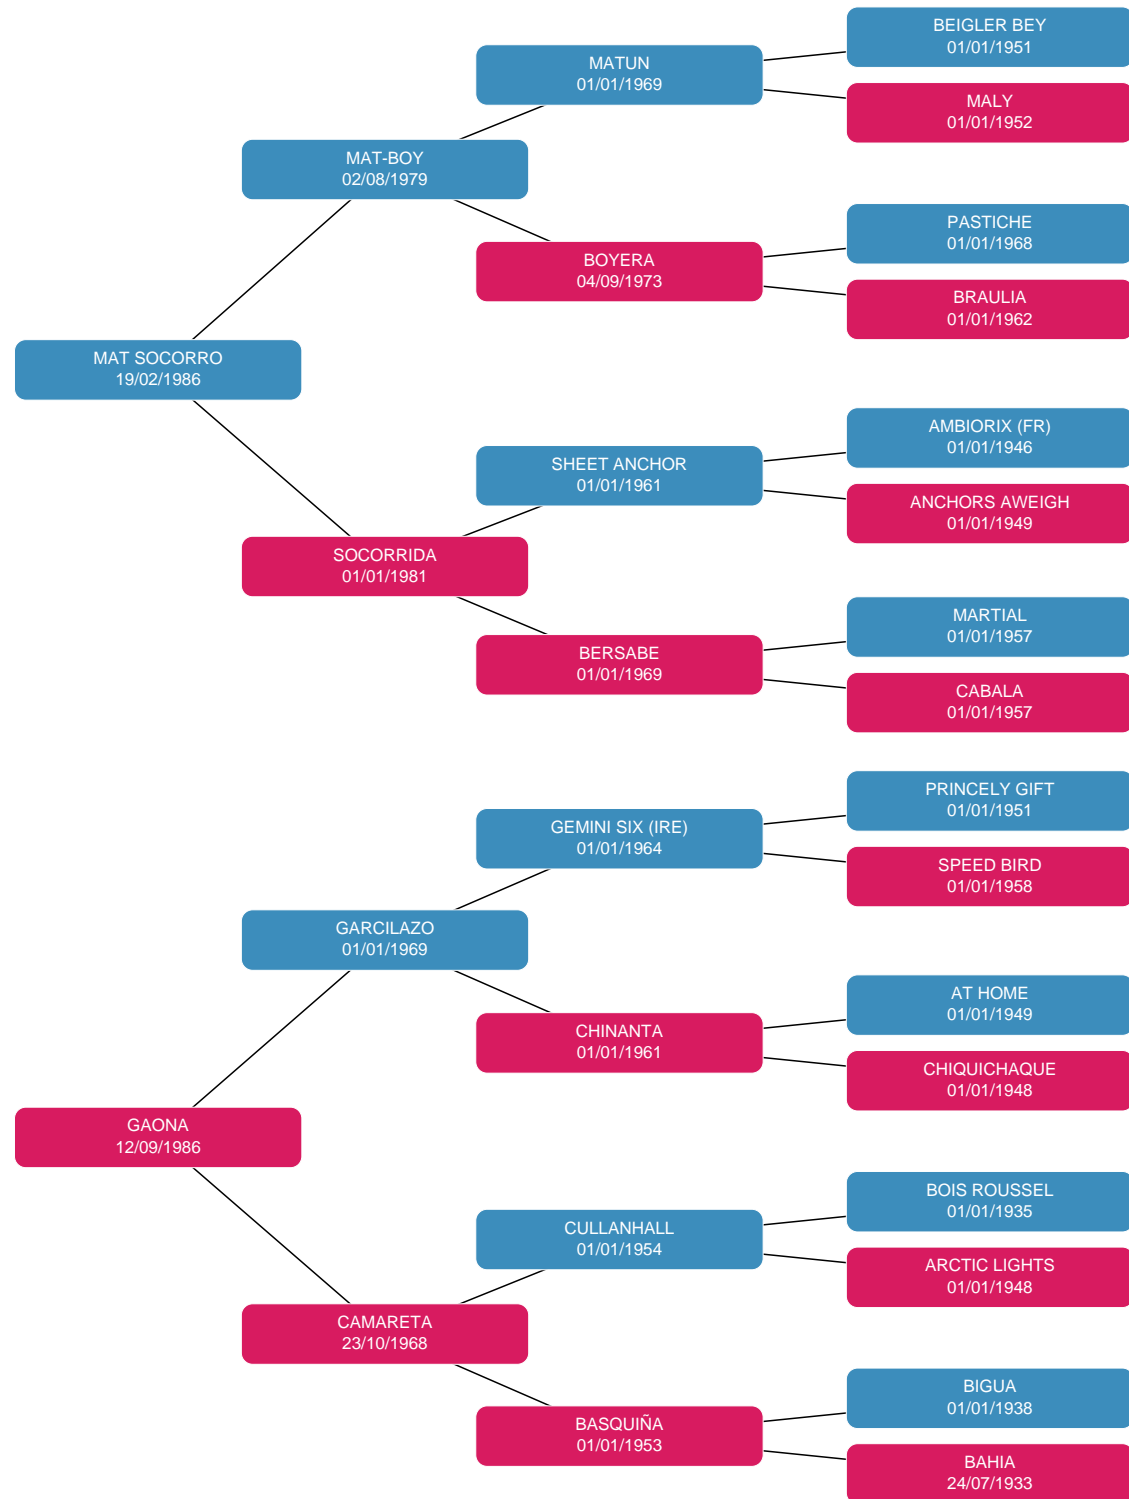 BEIGLER BEY
01/01/1951
MATUN
01/01/1969
MALY
01/01/1952
MAT-BOY
02/08/1979
PASTICHE
01/01/1968
BOYERA
04/09/1973
BRAULIA
01/01/1962
MAT SOCORRO
19/02/1986
AMBIORIX (FR)
01/01/1946
SHEET ANCHOR
01/01/1961
ANCHORS AWEIGH
01/01/1949
SOCORRIDA
01/01/1981
MARTIAL
01/01/1957
BERSABE
01/01/1969
CABALA
01/01/1957
PRINCELY GIFT
01/01/1951
GEMINI SIX (IRE)
01/01/1964
SPEED BIRD
01/01/1958
GARCILAZO
01/01/1969
AT HOME
01/01/1949
CHINANTA
01/01/1961
CHIQUICHAQUE
01/01/1948
GAONA
12/09/1986
BOIS ROUSSEL
01/01/1935
CULLANHALL
01/01/1954
ARCTIC LIGHTS
01/01/1948
CAMARETA
23/10/1968
BIGUA
01/01/1938
BASQUIÑA
01/01/1953
BAHIA
24/07/1933